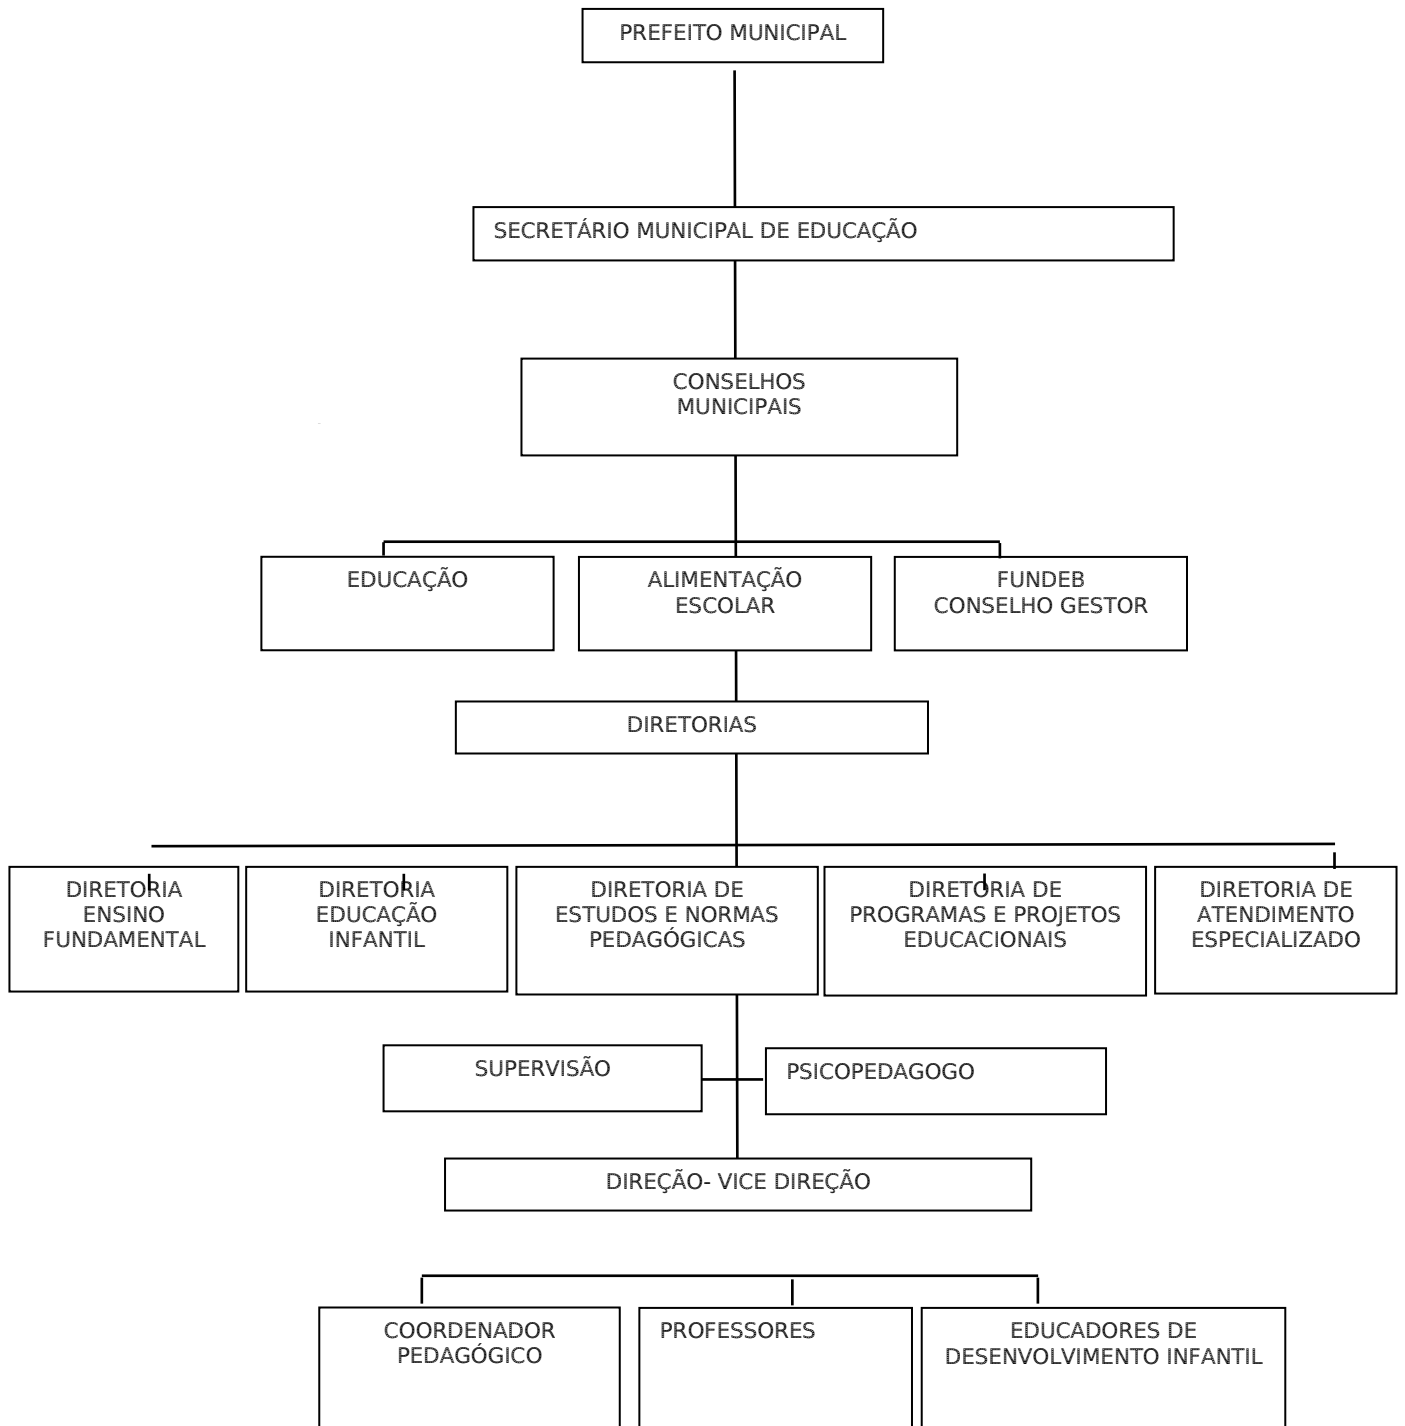 PREFEITO MUNICIPAL
SECRETÁRIO MUNICIPAL DE EDUCAÇÃO
CONSELHOS
MUNICIPAIS
EDUCAÇÃO
ALIMENTAÇÃO
ESCOLAR
FUNDEB
CONSELHO GESTOR
DIRETORIAS
DIRETORIA
ENSINO
FUNDAMENTAL
DIRETORIA
EDUCAÇÃO
INFANTIL
DIRETORIA DE
ESTUDOS E NORMAS
PEDAGÓGICAS
DIRETORIA DE
PROGRAMAS E PROJETOS
EDUCACIONAIS
DIRETORIA DE
ATENDIMENTO
ESPECIALIZADO
SUPERVISÃO
PSICOPEDAGOGO
DIREÇÃO- VICE DIREÇÃO
COORDENADOR
PEDAGÓGICO
PROFESSORES
EDUCADORES DE
DESENVOLVIMENTO INFANTIL